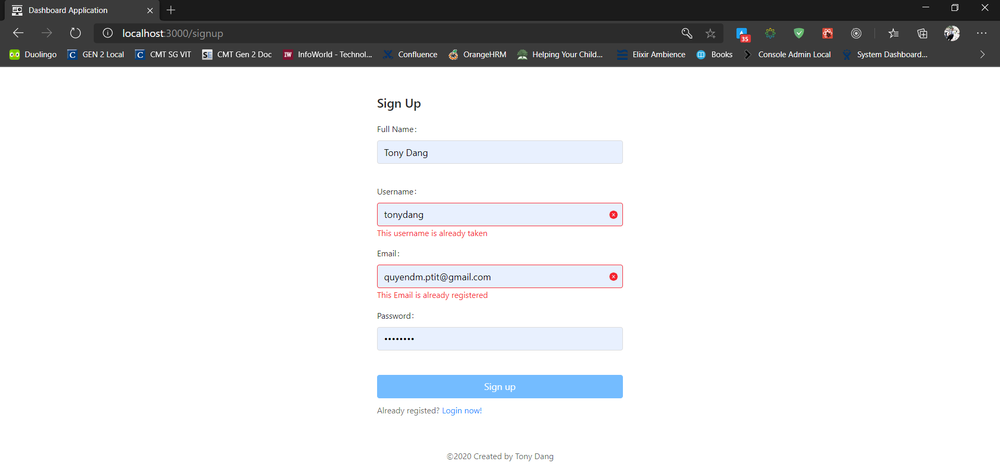 Dashboard Application
localhost:3000/signup
35
Duolingo
C GEN 2 Local
C CMT SG VIT
SE CMT Gen 2 Doc
IW InfoWorld - Technol...
Confluence
OrangeHRM
Helping Your Child...
Elixir Ambience
Books
Console Admin Local
System Dashboard...
Sign Up
Full Name:
Tony Dang
Username:
tonydang
This username is already taken
Email:
quyendm.ptit@gmail.com
This Email is already registered
Password:
••••••••
Sign up
Already registed? Login now!
©2020 Created by Tony Dang